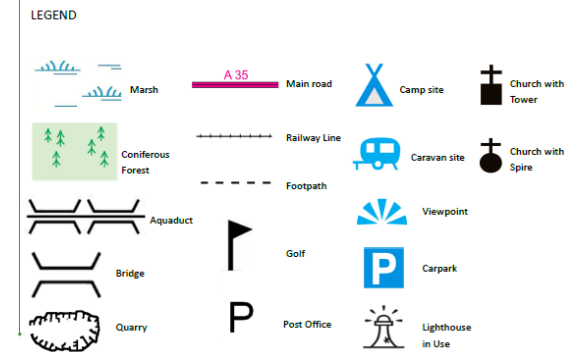 LEGEND
Marsh
Coniferous
Forest
Aquaduct
Bridge
Quarry
A 35
Main road
Railway Line
Footpath
Golf
P
Post Office
Camp site
Caravan site
Viewpoint
P
Carpark
Lighthouse
in Use
Church with
Tower
Church with
Spire